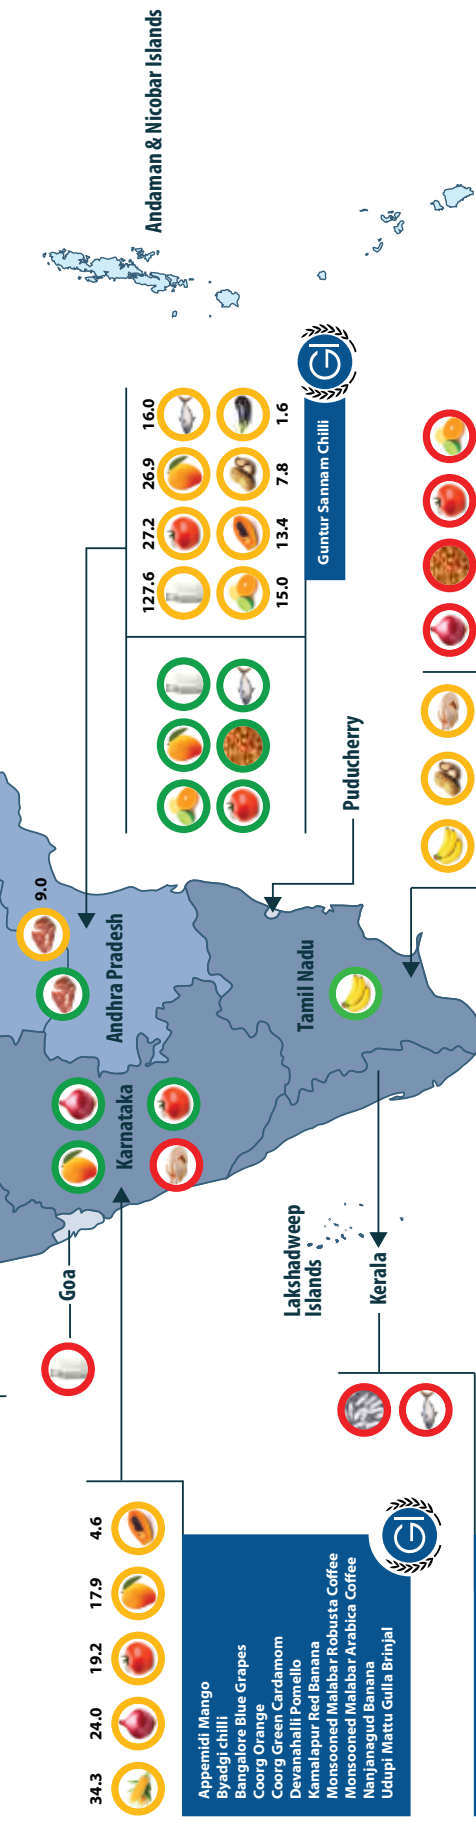 Andaman & Nicobar Islands
127.6 27.2 26.9 16.0
15.0 13.4 7.8 1.6
Guntur Sannam Chilli
GI
Puducherry
9.0
Andhra Pradesh
Tamil Nadu
Karnataka
Goa
Lakshadweep
Islands
Kerala
34.3 24.0 19.2 17.9 4.6
Appemidi Mango
Byadgi chilli
Bangalore Blue Grapes
Coorg Orange
Coorg Green Cardamom
Devanahalli Pomello
Kamalapur Red Banana
Monsooned Malabar Robusta Coffee
Monsooned Malabar Arabica Coffee
Nanjanagud Banana
Udupi Mattu Gulla Brinjal
GI